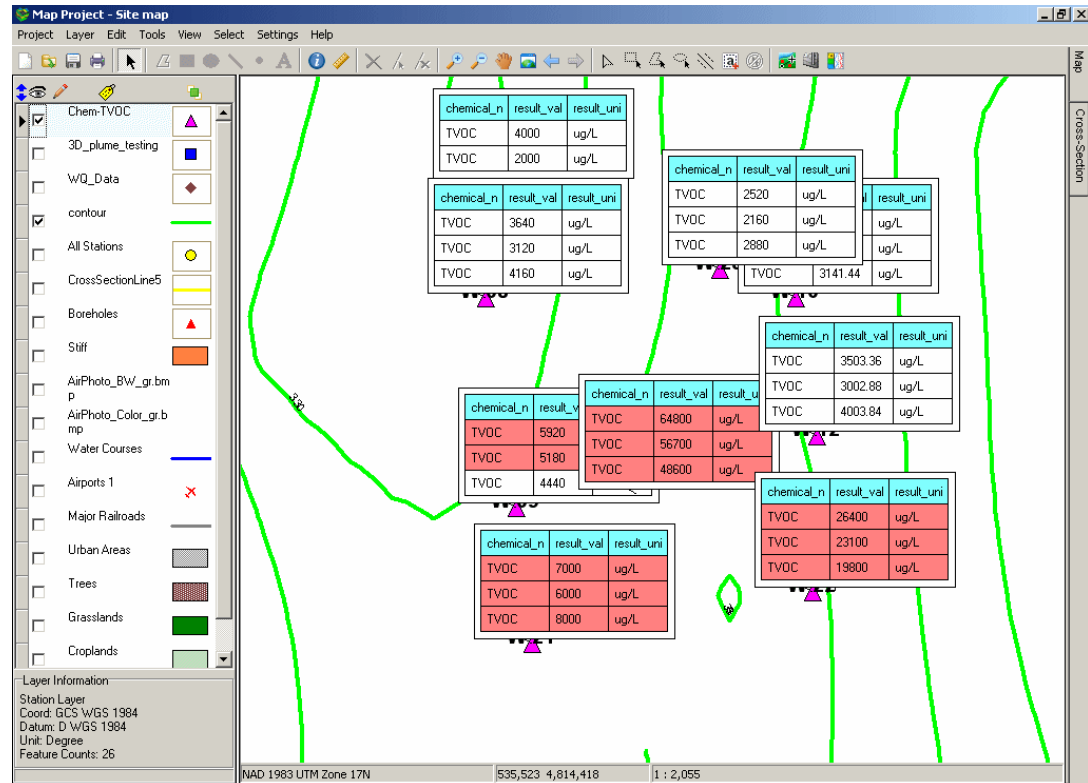 Map Project - Site map
Project Layer Edit Tools View Select Settings Help
Chem-TVOC
3D_plume_testing
WQ_Data
contour
All Stations
CrossSectionLine5
Boreholes
Stiff
AirPhoto_BW_gr.bm
p
AirPhoto_Color_gr.b
mp
Water Courses
Airports 1
Major Railroads
Urban Areas
Trees
Grasslands
Croplands
Layer Information
Station Layer
Coord: GCS WGS 1984
Datum: D WGS 1984
Unit: Degree
Feature Counts: 26
chemical_n result_val result_uni
TVOC 4000 ug/L
TVOC 2000 ug/L
chemical_n result_val result_uni
TVOC 3640 ug/L
TVOC 3120 ug/L
TVOC 4160 ug/L
chemical_n result_val result_uni
TVOC 2520 ug/L
TVOC 2160 ug/L
TVOC 2880 ug/L
result_uni
ug/L
ug/L
TVOC 3141.44 ug/L
chemical_n result_val result_uni
TVOC 3503.36 ug/L
TVOC 3002.88 ug/L
TVOC 4003.84 ug/L
chemical_n
TVOC 5920
TVOC 5180
TVOC 4440
chemical_n result_val
TVOC 64800 ug/L
TVOC 56700 ug/L
TVOC 48600 ug/L
chemical_n result_val result_uni
TVOC 26400 ug/L
TVOC 23100 ug/L
TVOC 19800 ug/L
chemical_n result_val result_uni
TVOC 7000 ug/L
TVOC 6000 ug/L
TVOC 8000 ug/L
330
Map
Cross-Section
NAD 1983 UTM Zone 17N 535,523 4,814,418 1 : 2,055